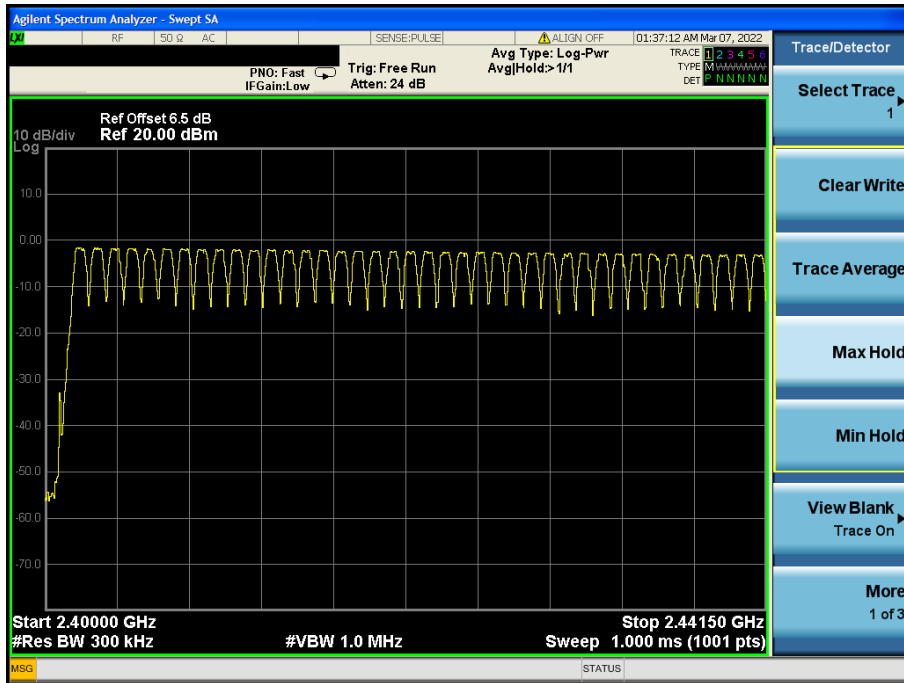 Agilent Spectrum Analyzer - Swept SA
LXI RF 50 Ω AC SENSE:PULSE ALIGN OFF 01:37:12 AM Mar 07, 2022
PNO: Fast
IFGain:Low
Trig: Free Run
Atten: 24 dB
Avg Type: Log-Pwr
Avg|Hold:>1/1
TRACE 1 2 3 4 5 6
TYPE M WWWWW
DET P N N N N N
Ref Offset 6.5 dB
10 dB/div Ref 20.00 dBm
Log
10.0
0.00
-10.0
-20.0
-30.0
-40.0
-50.0
-60.0
-70.0
Start 2.40000 GHz Stop 2.44150 GHz
#Res BW 300 kHz #VBW 1.0 MHz Sweep 1.000 ms (1001 pts)
MSG STATUS
Trace/Detector
Select Trace
1
Clear Write
Trace Average
Max Hold
Min Hold
View Blank
Trace On
More
1 of 3